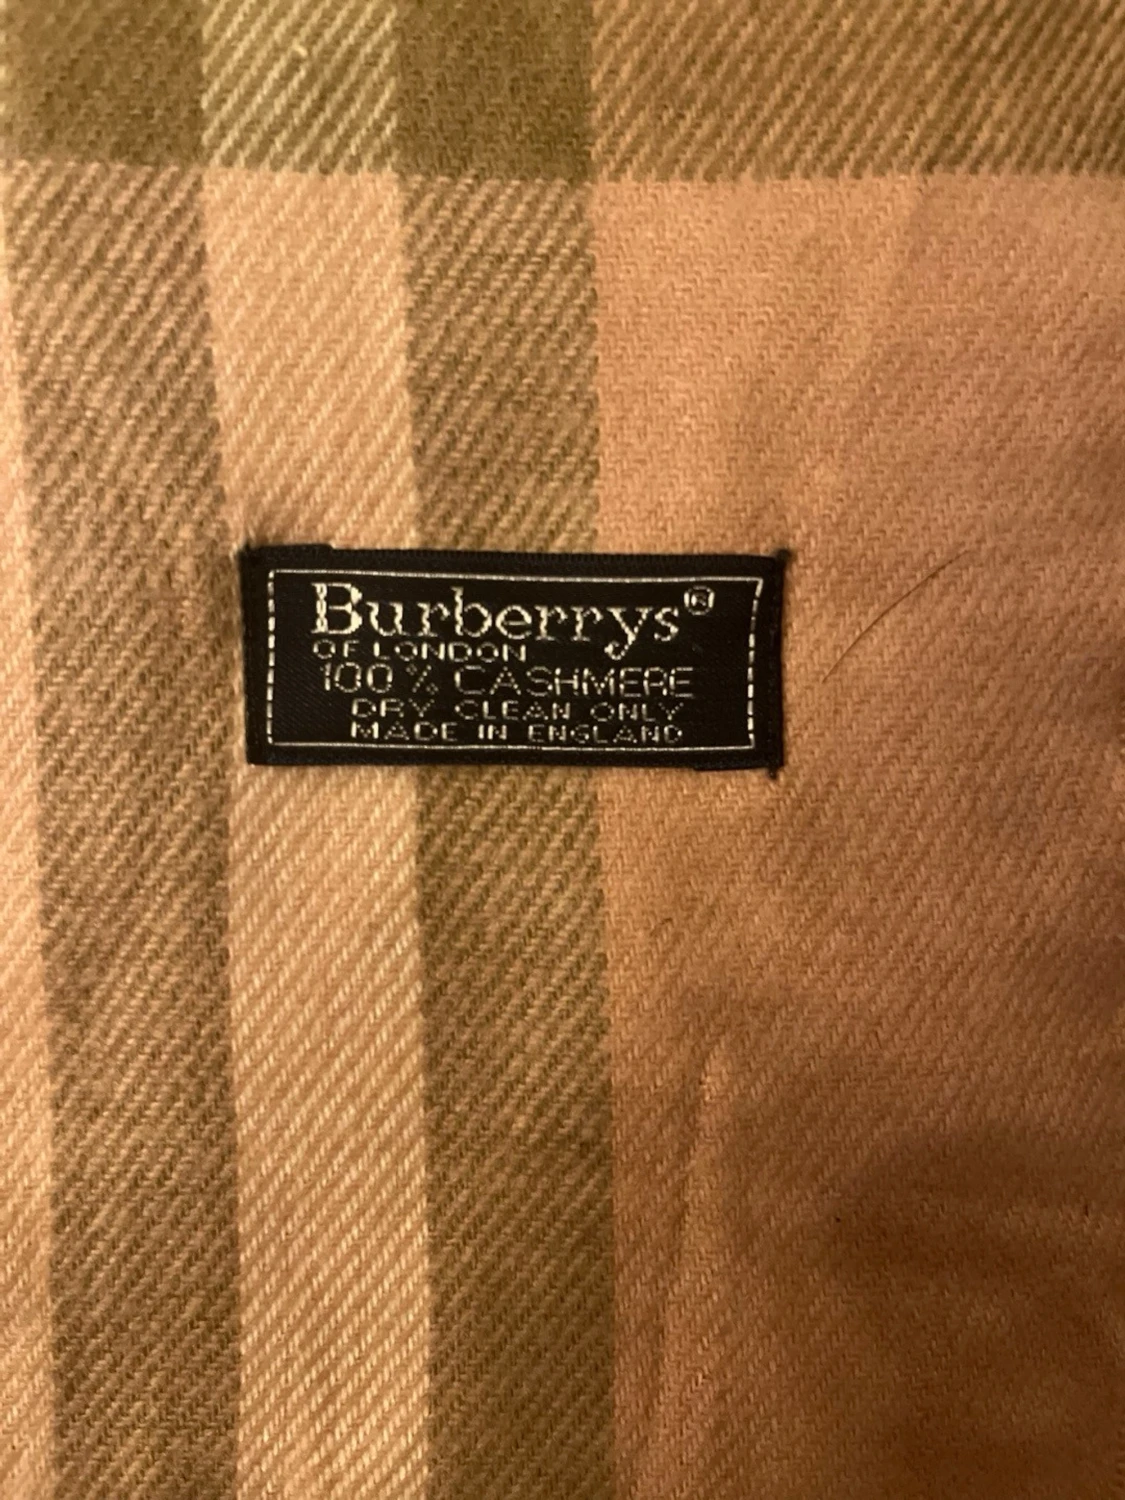 Burberrys®
OF LONDON
100 % CASHMERE
DRY CLEAN ONLY
MADE IN ENGLAND